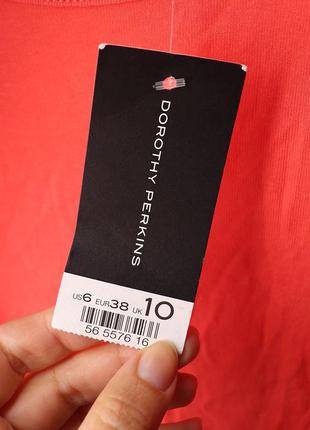 DOROTHY PERKINS
US6 EUR38 UK10
56 5576 16